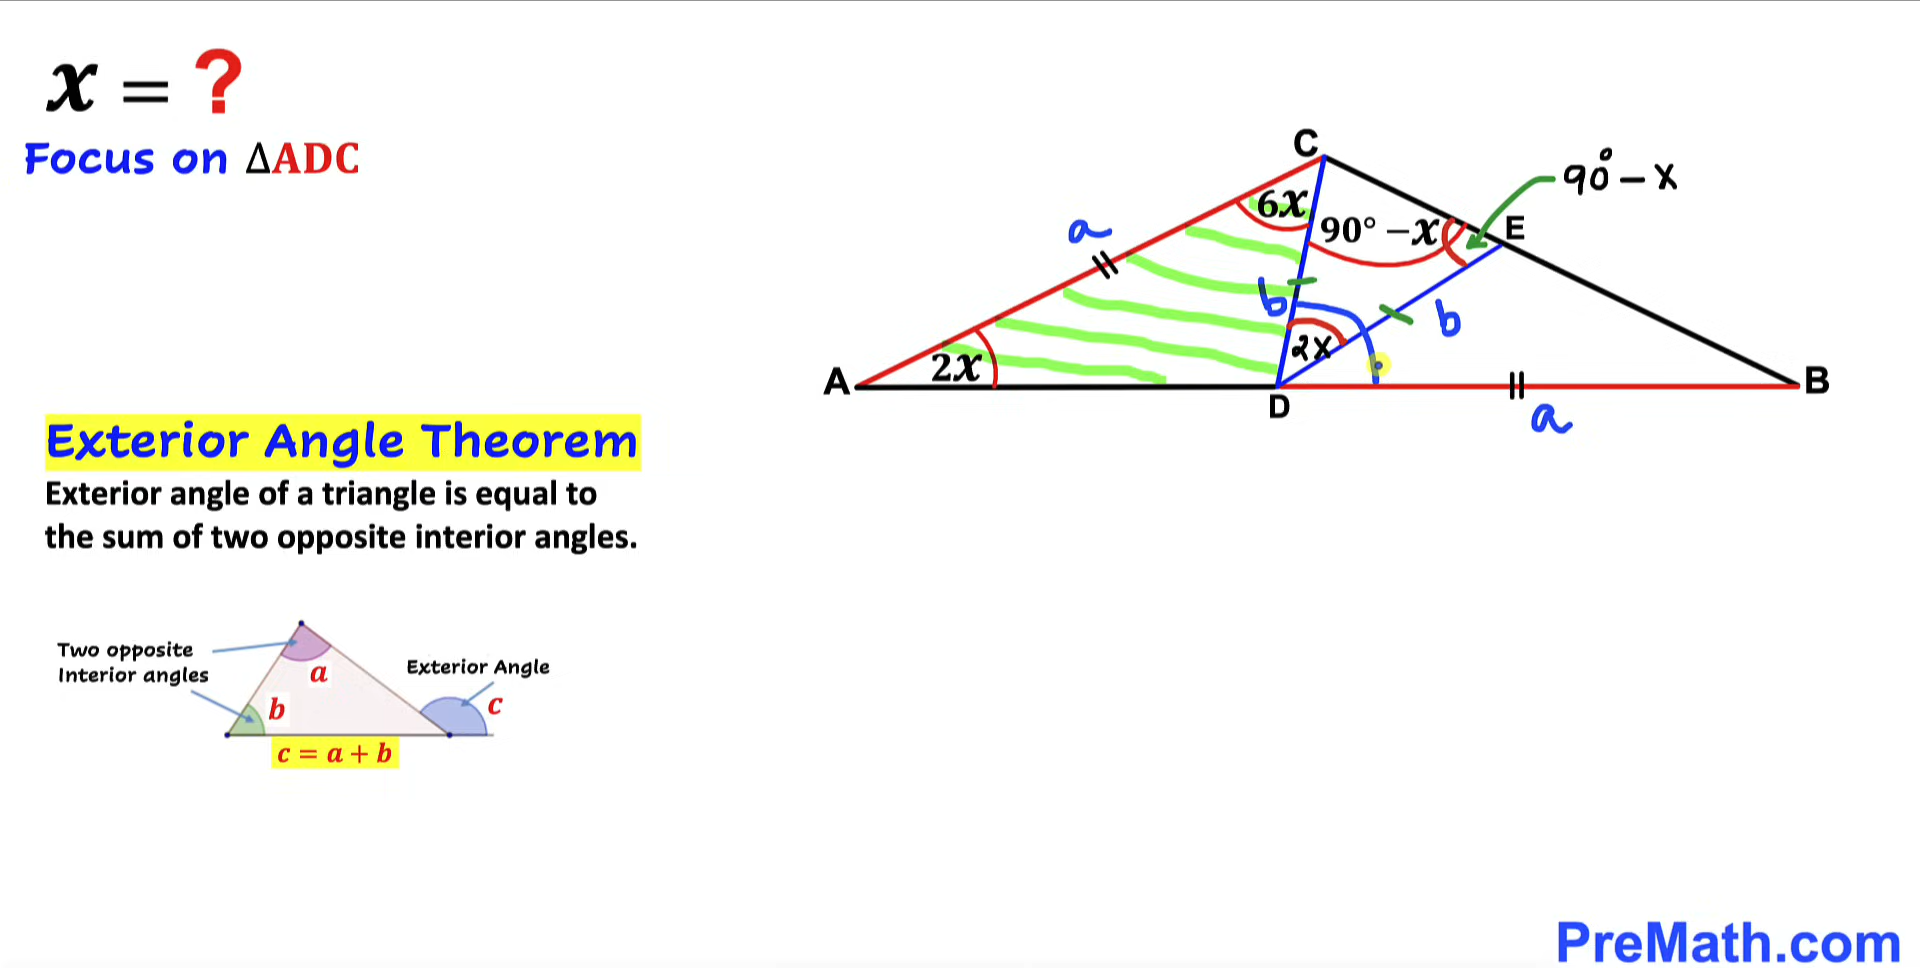 x = ?
Focus on ΔADC
C
90° – x
6x
90° – x
E
a
b
b
2x
2x
A
D
B
a
Exterior Angle Theorem
Exterior angle of a triangle is equal to
the sum of two opposite interior angles.
Two opposite
Interior angles
Exterior Angle
a
b
c
c = a + b
PreMath.com